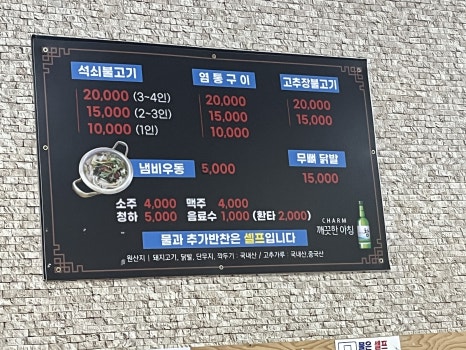 석쇠불고기 염통구이 고추장불고기
20,000 (3~4인) 20,000 20,000
15,000 (2~3인) 15,000 15,000
10,000 (1인) 10,000
냄비우동 5,000 무뼈 닭발
15,000
소주 4,000 맥주 4,000
청하 5,000 음료수 1,000 (환타 2,000)
CHARM
깨끗한 아침
물과 추가반찬은 셀프입니다
원산지 | 돼지고기, 닭발, 단무지, 깍두기 : 국내산 / 고추가루 : 국내산,중국산
물은 셀프